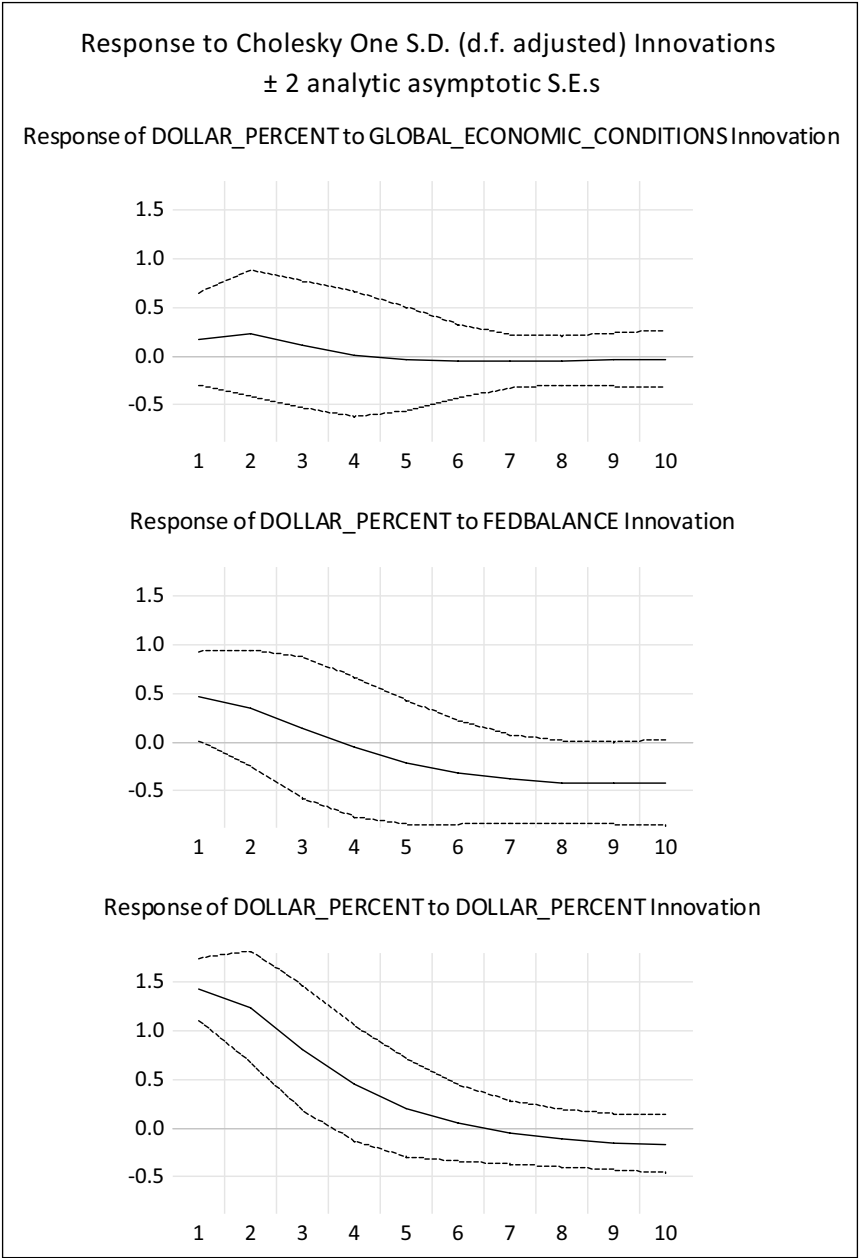 Response to Cholesky One S.D. (d.f. adjusted) Innovations
± 2 analytic asymptotic S.E.s
Response of DOLLAR_PERCENT to GLOBAL_ECONOMIC_CONDITIONS Innovation
1.5
1.0
0.5
0.0
-0.5
1 2 3 4 5 6 7 8 9 10
Response of DOLLAR_PERCENT to FEDBALANCE Innovation
1.5
1.0
0.5
0.0
-0.5
1 2 3 4 5 6 7 8 9 10
Response of DOLLAR_PERCENT to DOLLAR_PERCENT Innovation
1.5
1.0
0.5
0.0
-0.5
1 2 3 4 5 6 7 8 9 10